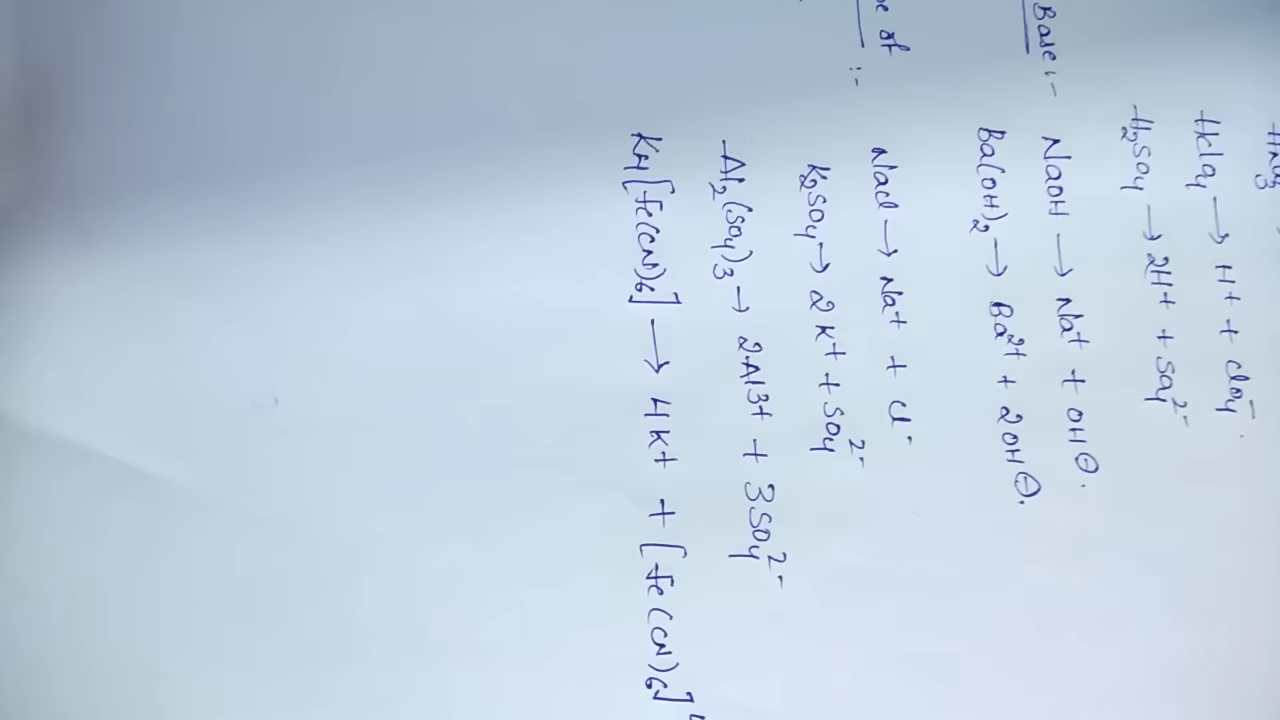 HClO4 → H+ + ClO4-.
H2SO4 → 2H+ + SO4 2-
Base :- NaOH → Na+ + OH⊖.
Ba(OH)2 → Ba2+ + 2OH⊖.
of :- NaCl → Na+ + Cl-
K2SO4 → 2K+ + SO4 2-
Al2(SO4)3 → 2Al3+ + 3SO4 2-
K4[Fe(CN)6] → 4K+ + [Fe(CN)6]